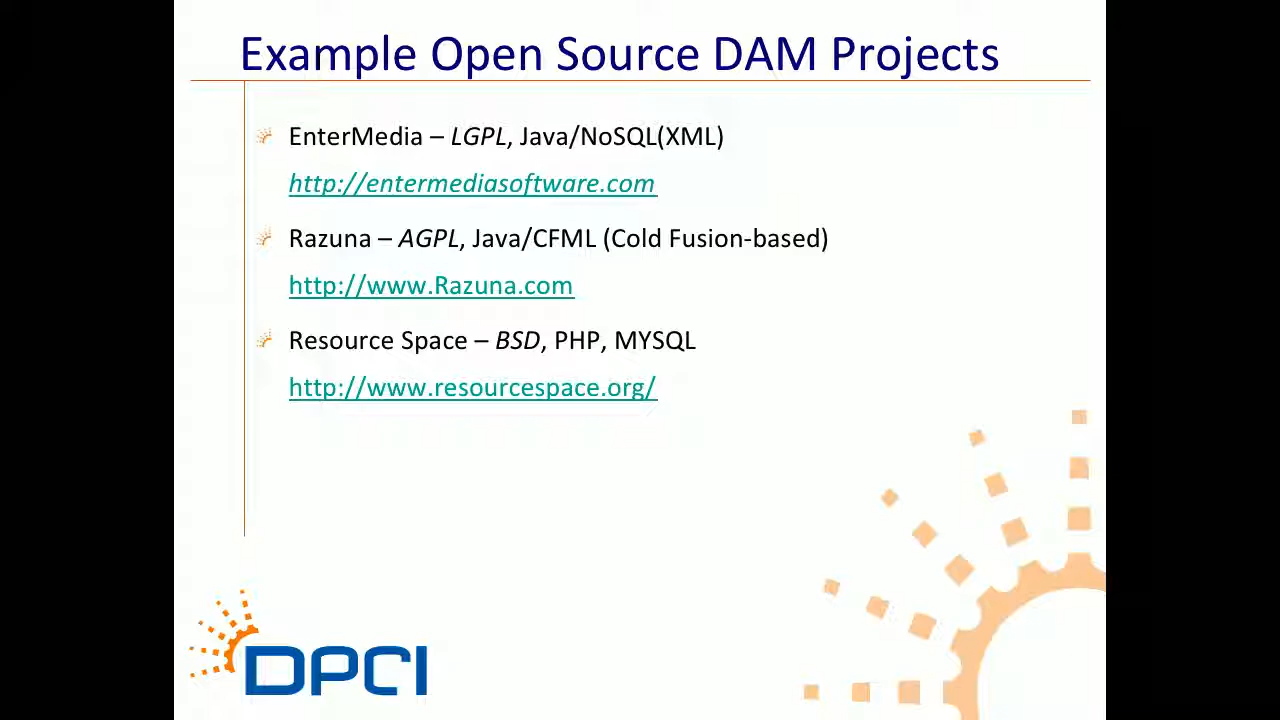 Example Open Source DAM Projects
EnterMedia – LGPL, Java/NoSQL(XML)
http://entermediasoftware.com
Razuna – AGPL, Java/CFML (Cold Fusion-based)
http://www.Razuna.com
Resource Space – BSD, PHP, MYSQL
http://www.resourcespace.org/
DPCI